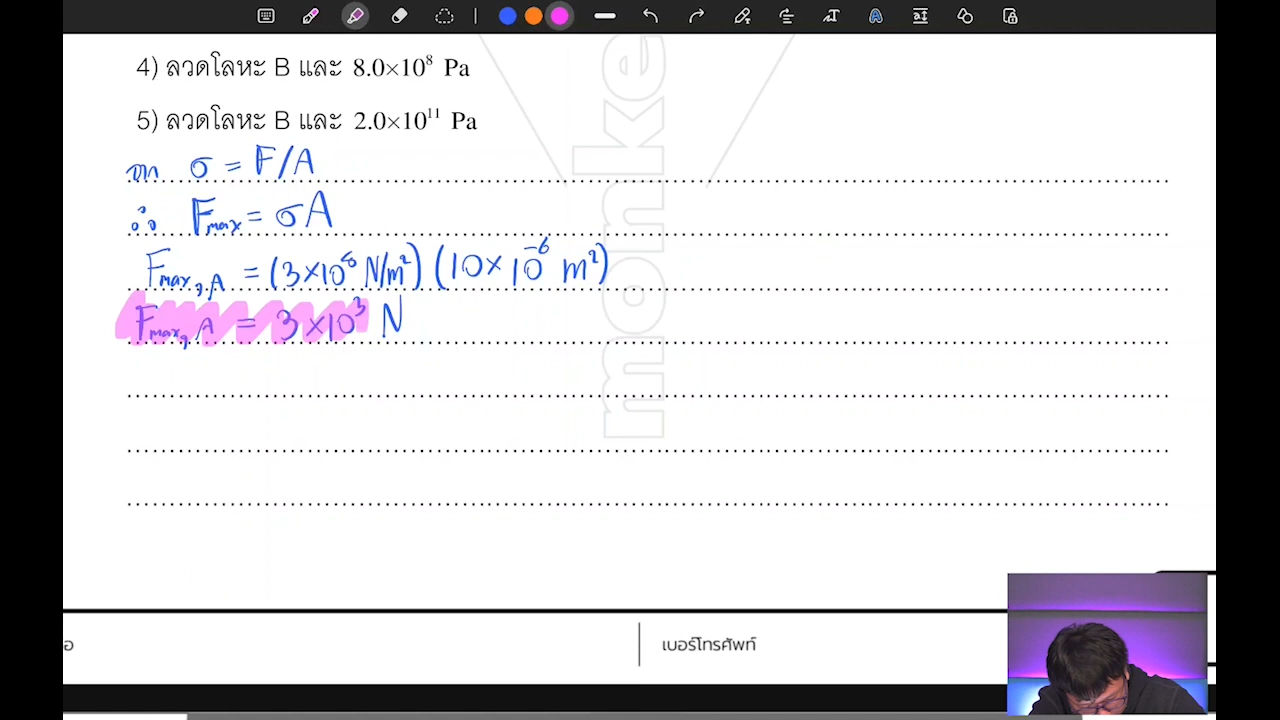 4) ลวดโลหะ B และ 8.0×10⁸ Pa
5) ลวดโลหะ B และ 2.0×10¹¹ Pa
จาก σ = F/A
∴ Fmax = σA
Fmax,A = (3×10⁸ N/m²) (10×10⁻⁶ m²)
Fmax,A = 3×10³ N
monke
อ
เบอร์โทรศัพท์